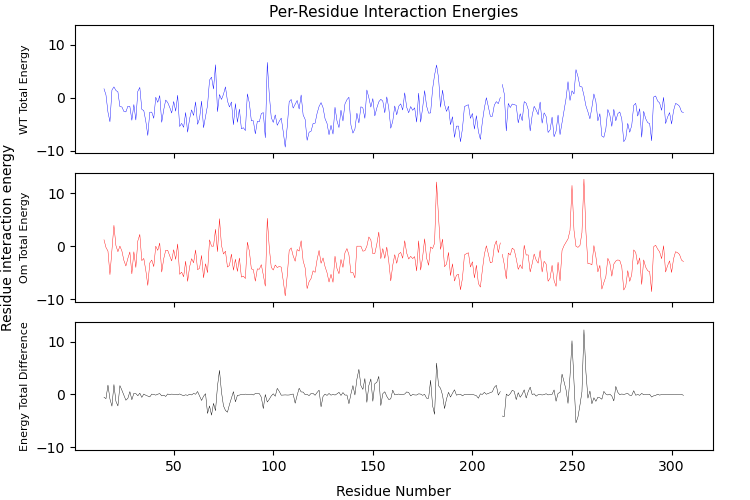 Per-Residue Interaction Energies
Residue interaction energy
WT Total Energy
10
0
−10
Om Total Energy
10
0
−10
Energy Total Difference
10
0
−10
50 100 150 200 250 300
Residue Number